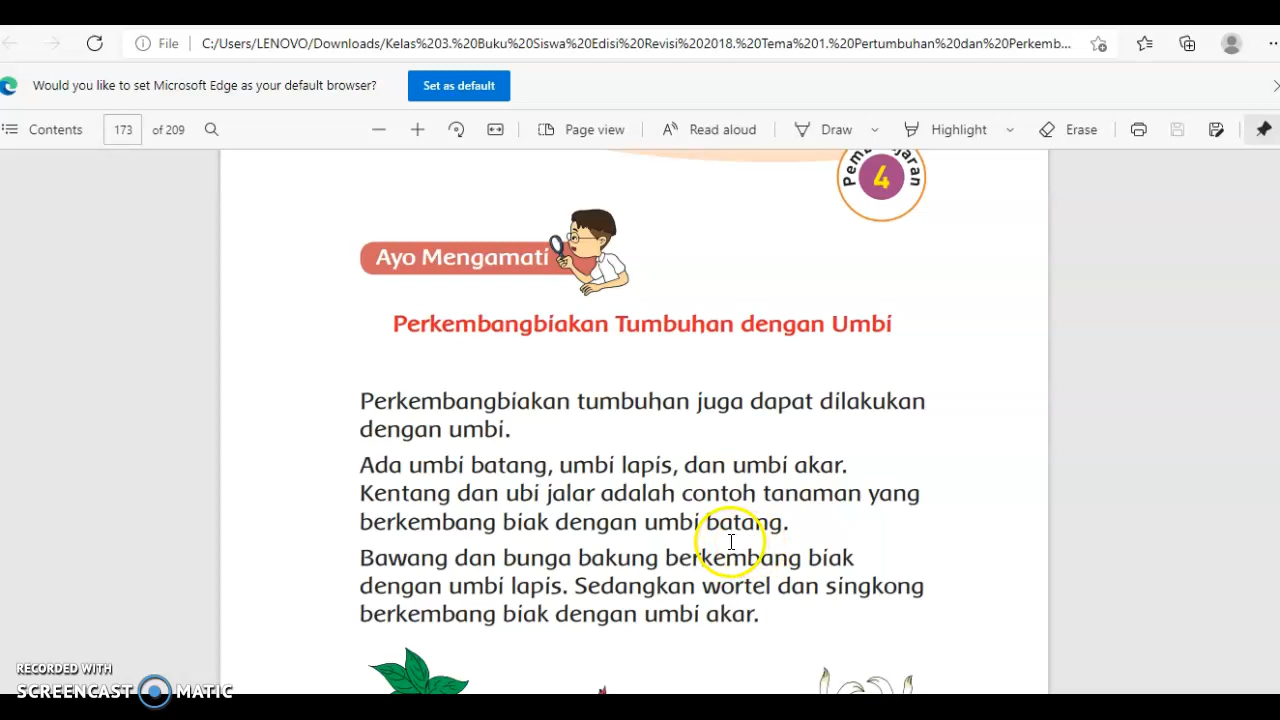 File
C:/Users/LENOVO/Downloads/Kelas%203.%20Buku%20Siswa%20Edisi%20Revisi%202018.%20Tema%201.%20Pertumbuhan%20dan%20Perkemb...
Would you like to set Microsoft Edge as your default browser?
Set as default
Contents
173 of 209
Page view
Read aloud
Draw
Highlight
Erase
Pembelajaran
4
Ayo Mengamati
Perkembangbiakan Tumbuhan dengan Umbi
Perkembangbiakan tumbuhan juga dapat dilakukan
dengan umbi.
Ada umbi batang, umbi lapis, dan umbi akar.
Kentang dan ubi jalar adalah contoh tanaman yang
berkembang biak dengan umbi batang.
Bawang dan bunga bakung berkembang biak
dengan umbi lapis. Sedangkan wortel dan singkong
berkembang biak dengan umbi akar.
RECORDED WITH
SCREENCAST MATIC